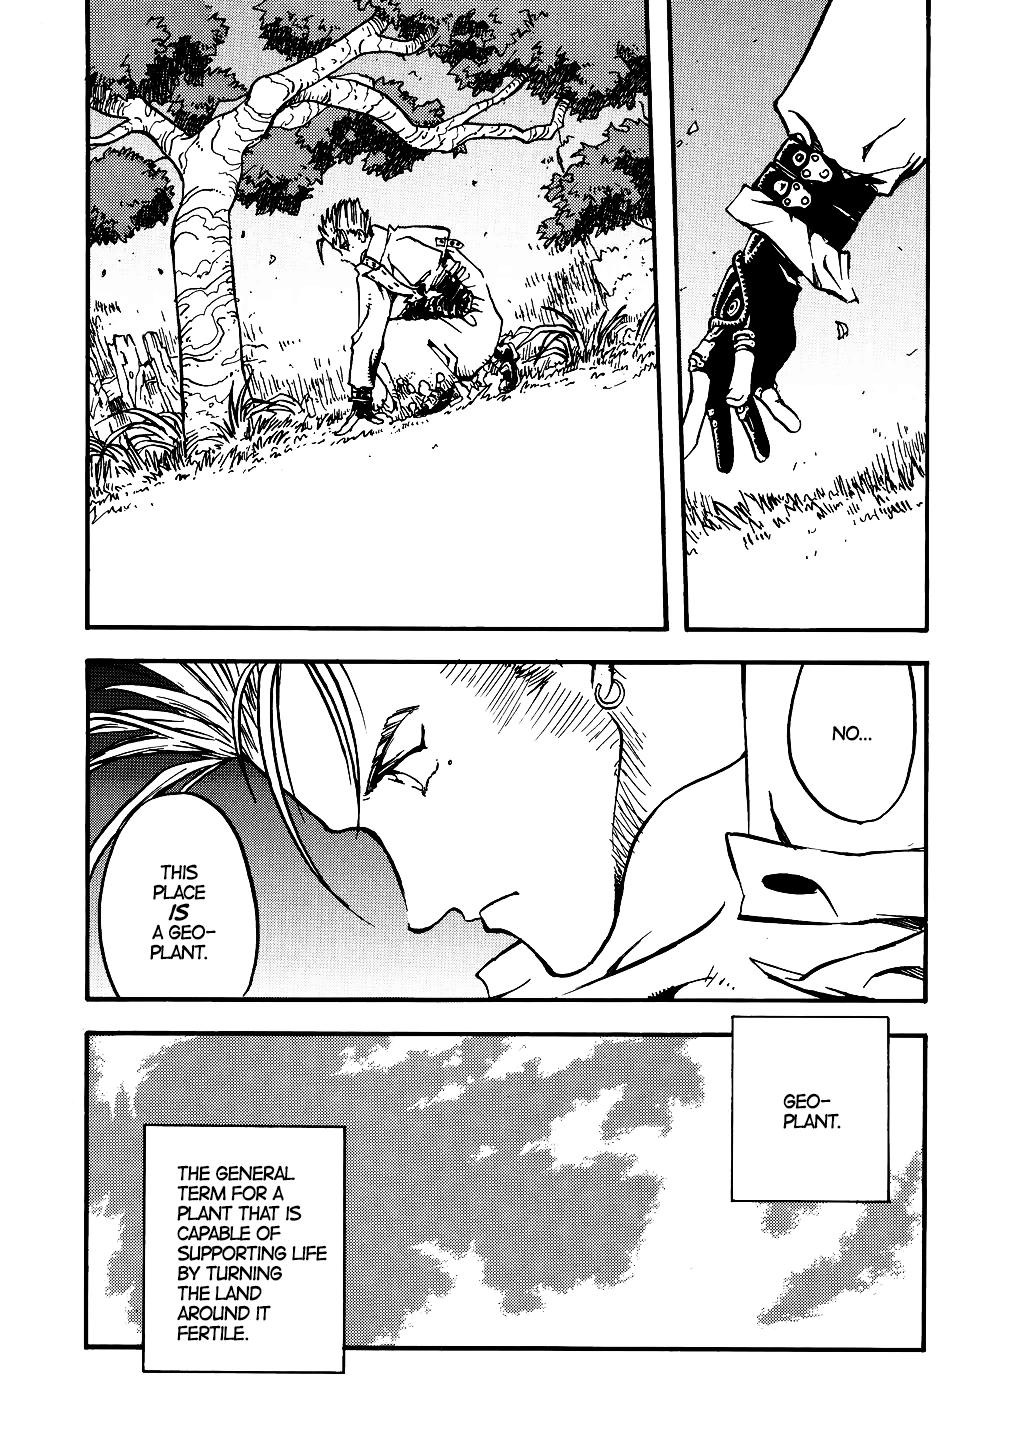 NO...
THIS
PLACE
IS
A GEO-
PLANT.
GEO-
PLANT.
THE GENERAL
TERM FOR A
PLANT THAT IS
CAPABLE OF
SUPPORTING LIFE
BY TURNING
THE LAND
AROUND IT
FERTILE.